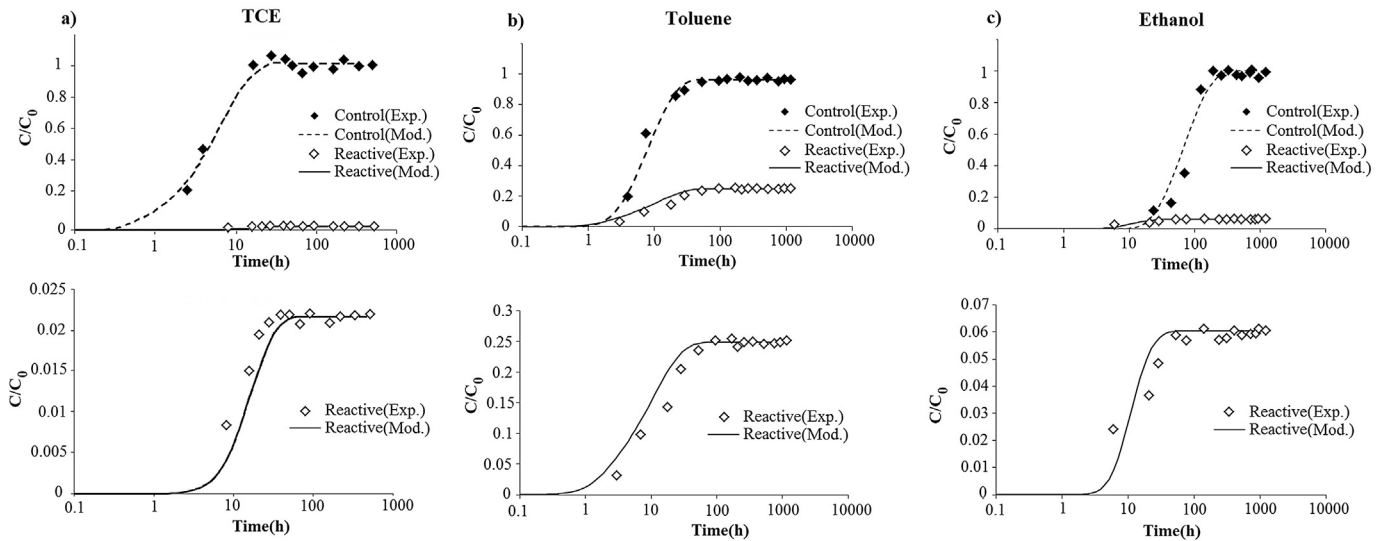 a)
TCE
C/C0
1
0.8
0.6
0.4
0.2
0
0.1
1
10
100
1000
Time(h)
Control(Exp.)
Control(Mod.)
Reactive(Exp.)
Reactive(Mod.)
b)
Toluene
C/C0
1
0.8
0.6
0.4
0.2
0
0.1
1
10
100
1000
10000
Time(h)
Control(Exp.)
Control(Mod.)
Reactive(Exp.)
Reactive(Mod.)
c)
Ethanol
C/C0
1
0.8
0.6
0.4
0.2
0
0.1
1
10
100
1000
10000
Time(h)
Control(Exp.)
Control(Mod.)
Reactive(Exp.)
Reactive(Mod.)
C/C0
0.025
0.02
0.015
0.01
0.005
0
0.1
1
10
100
1000
Time(h)
Reactive(Exp.)
Reactive(Mod.)
C/C0
0.3
0.25
0.2
0.15
0.1
0.05
0
0.1
1
10
100
1000
10000
Time(h)
Reactive(Exp.)
Reactive(Mod.)
C/C0
0.07
0.06
0.05
0.04
0.03
0.02
0.01
0
0.1
1
10
100
1000
10000
Time(h)
Reactive(Exp.)
Reactive(Mod.)